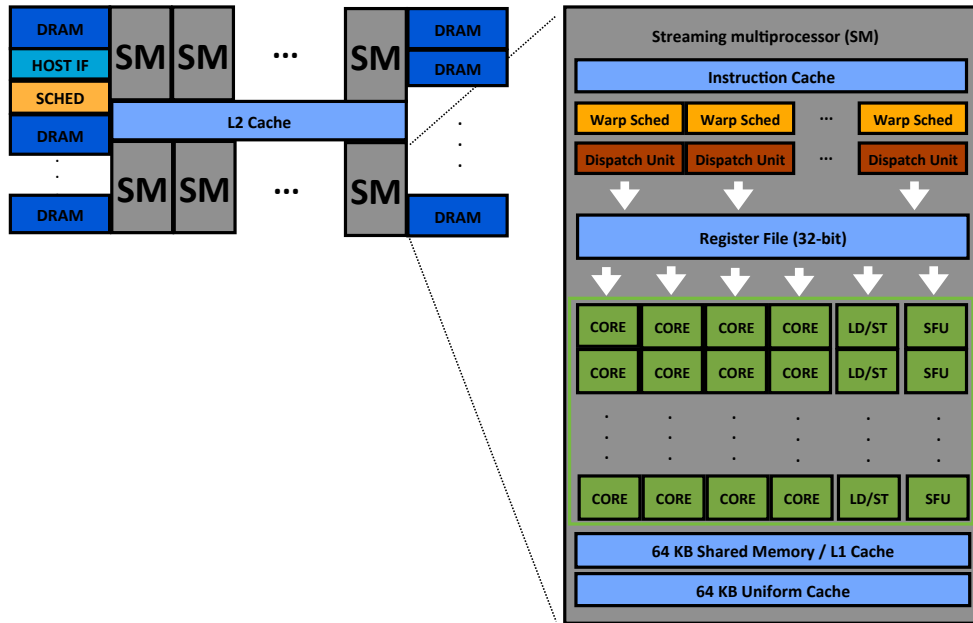 DRAM
HOST IF
SCHED
DRAM
.
.
.
DRAM
SM SM ... SM
L2 Cache
SM SM ... SM
DRAM
DRAM
.
.
.
DRAM
Streaming multiprocessor (SM)
Instruction Cache
Warp Sched Warp Sched ... Warp Sched
Dispatch Unit Dispatch Unit ... Dispatch Unit
Register File (32-bit)
CORE CORE CORE CORE LD/ST SFU
CORE CORE CORE CORE LD/ST SFU
. . . . . .
. . . . . .
. . . . . .
CORE CORE CORE CORE LD/ST SFU
64 KB Shared Memory / L1 Cache
64 KB Uniform Cache